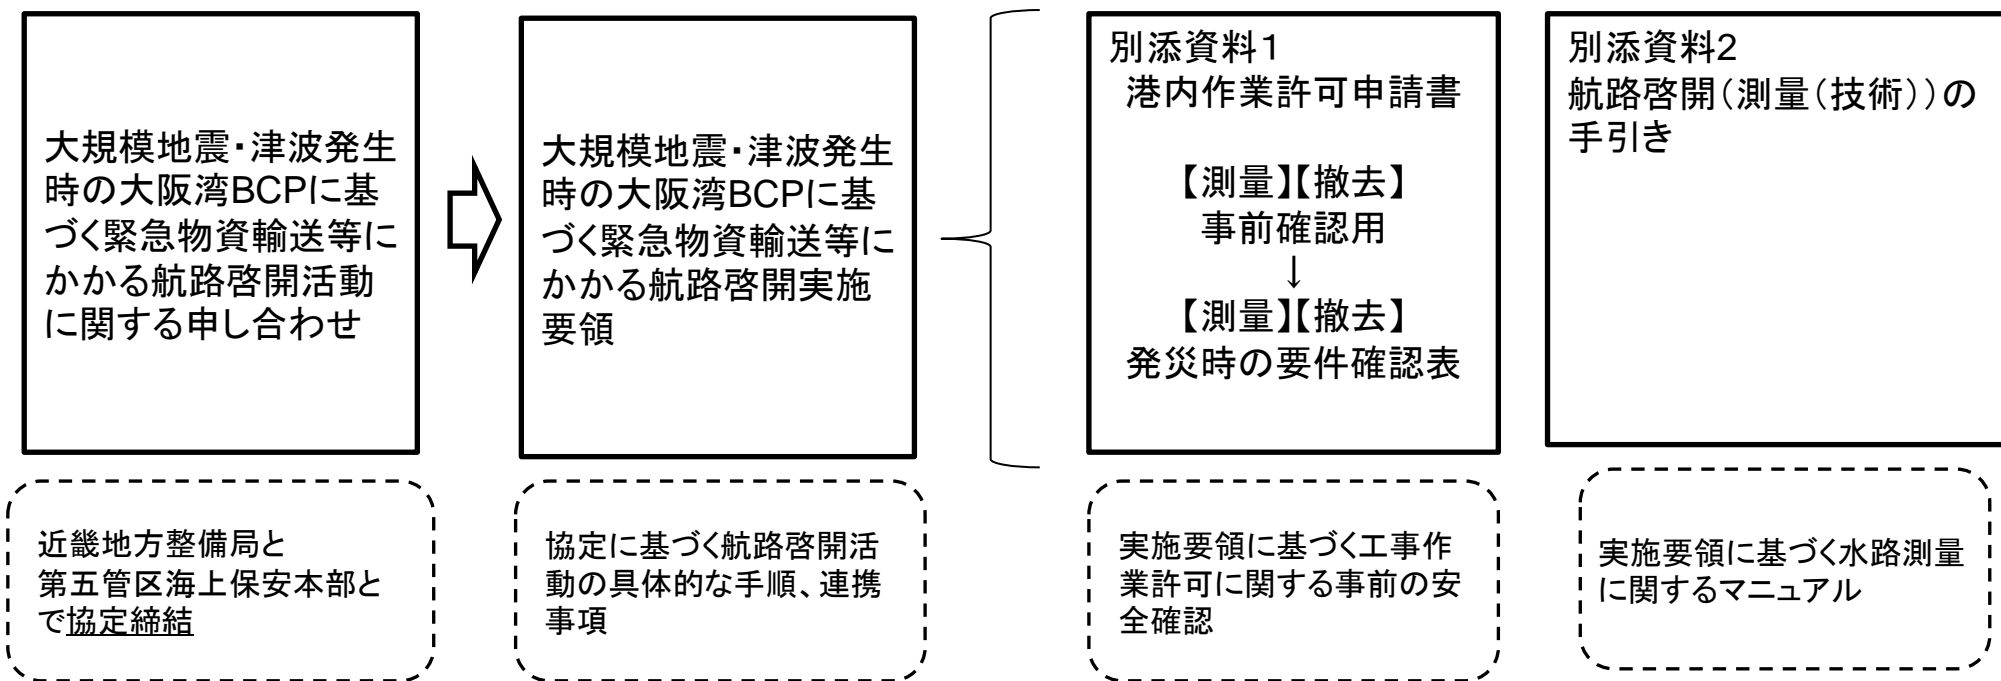 大規模地震・津波発生
時の大阪湾BCPに基
づく緊急物資輸送等に
かかる航路啓開活動
に関する申し合わせ
大規模地震・津波発生
時の大阪湾BCPに基
づく緊急物資輸送等に
かかる航路啓開実施
要領
別添資料1
港内作業許可申請書
【測量】【撤去】
事前確認用
↓
【測量】【撤去】
発災時の要件確認表
別添資料2
航路啓開(測量(技術))の
手引き
近畿地方整備局と
第五管区海上保安本部と
で協定締結
協定に基づく航路啓開活
動の具体的な手順、連携
事項
実施要領に基づく工事作
業許可に関する事前の安
全確認
実施要領に基づく水路測量
に関するマニュアル